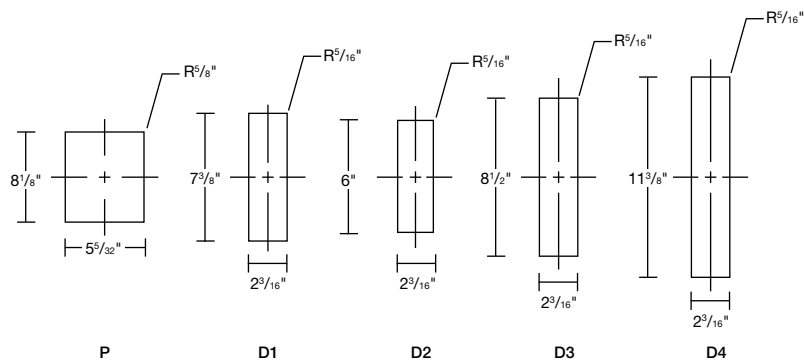 R5/8"
8 1/8"
5 5/32"
P
R5/16"
7 3/8"
2 3/16"
D1
R5/16"
6"
2 3/16"
D2
R5/16"
8 1/2"
2 3/16"
D3
R5/16"
11 3/8"
2 3/16"
D4